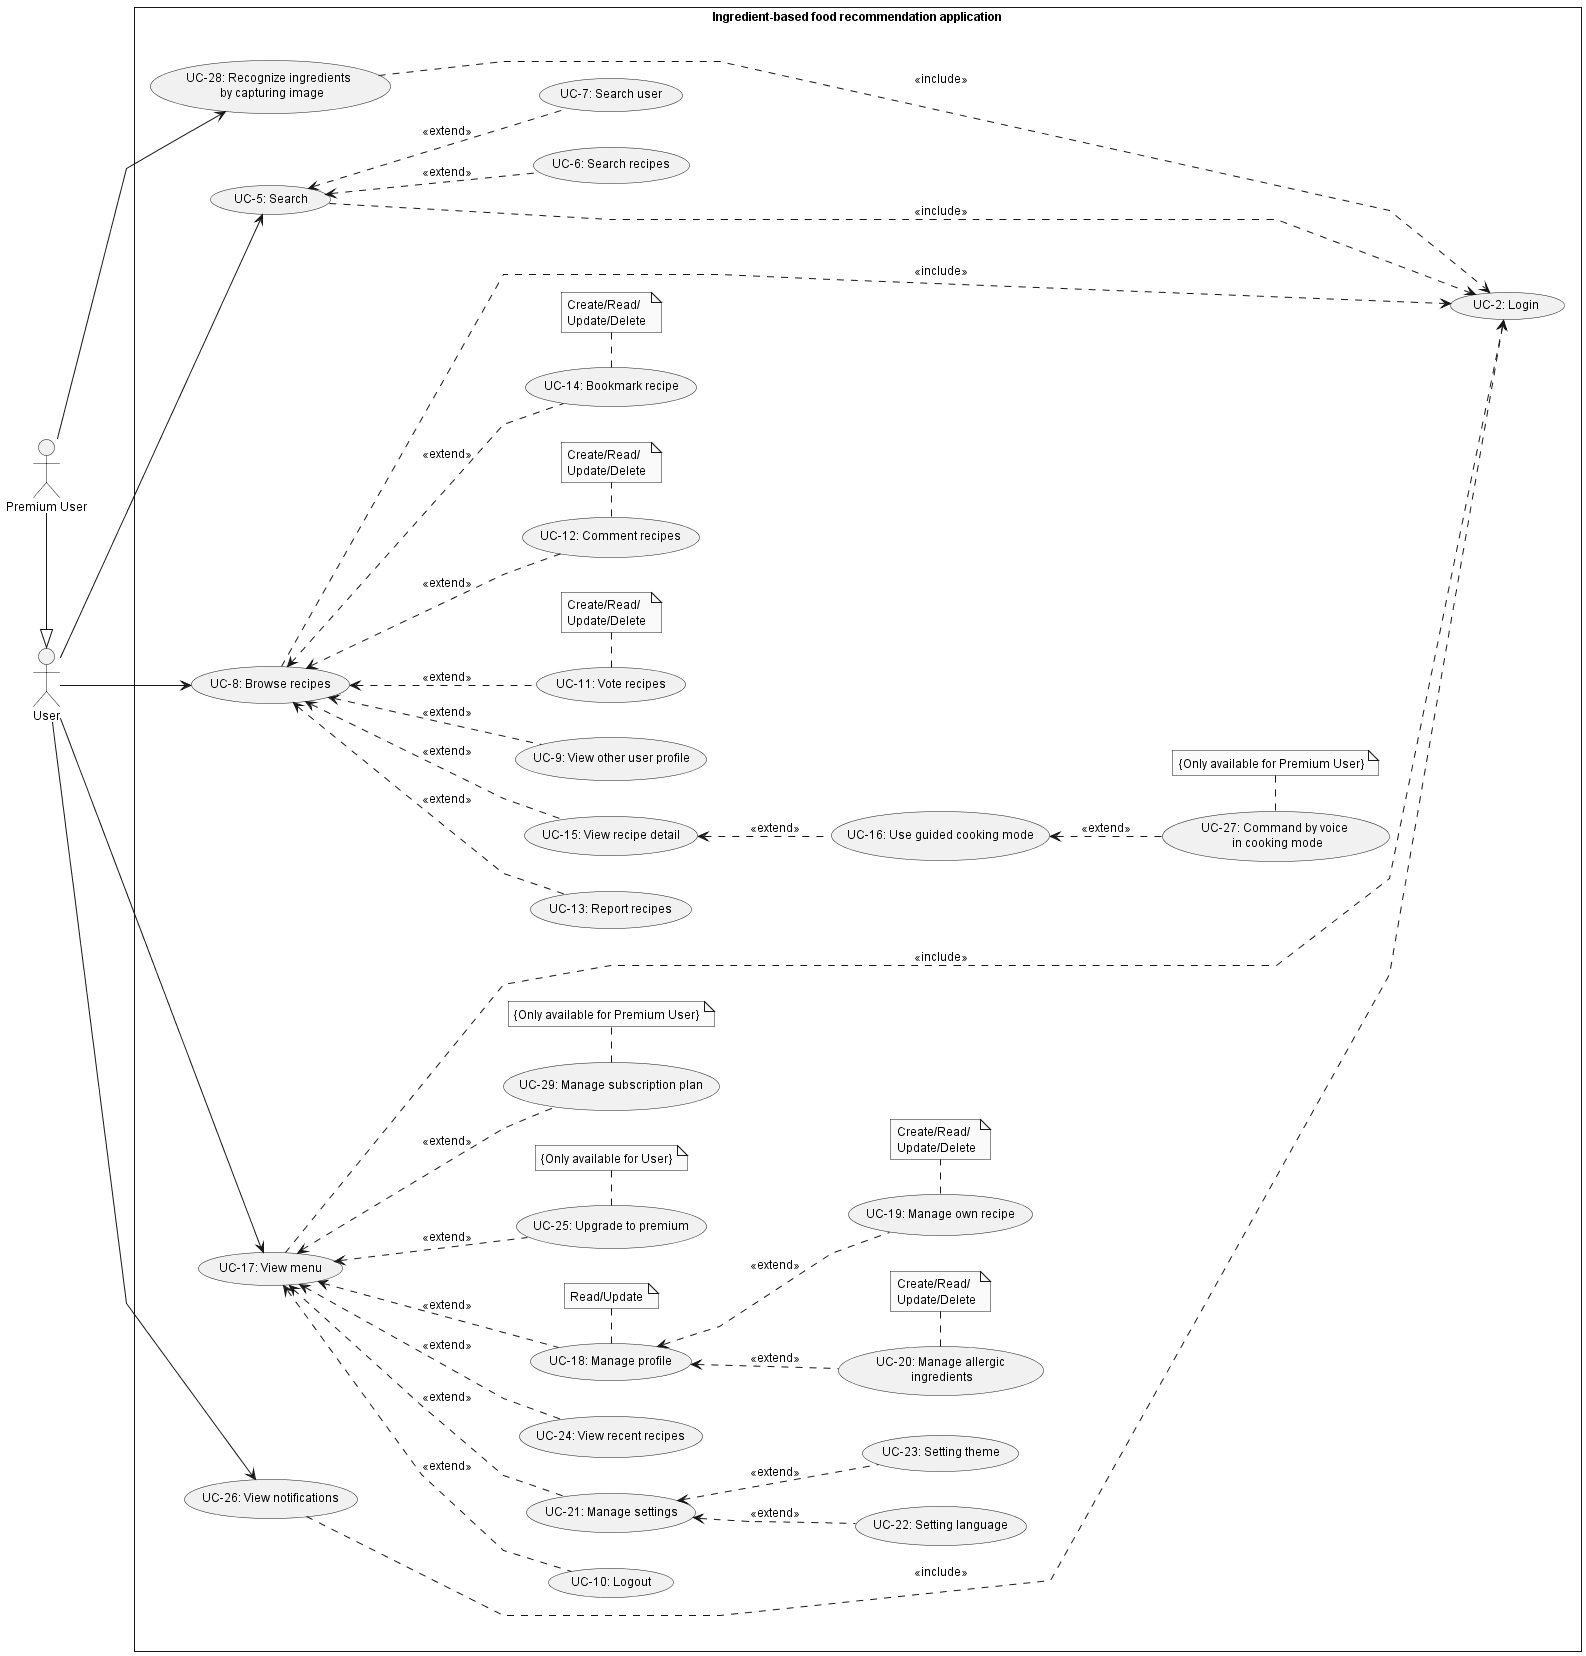 Ingredient-based food recommendation application
UC-28: Recognize ingredients
by capturing image
«include»
UC-7: Search user
«extend»
UC-6: Search recipes
«extend»
UC-5: Search
«include»
«include»
UC-2: Login
Create/Read/
Update/Delete
UC-14: Bookmark recipe
«extend»
Create/Read/
Update/Delete
Premium User
UC-12: Comment recipes
«extend»
Create/Read/
Update/Delete
User
UC-8: Browse recipes
«extend»
UC-11: Vote recipes
«extend»
UC-9: View other user profile
«extend»
{Only available for Premium User}
«extend»
UC-15: View recipe detail
«extend»
UC-16: Use guided cooking mode
«extend»
UC-27: Command by voice
in cooking mode
UC-13: Report recipes
«include»
{Only available for Premium User}
UC-29: Manage subscription plan
«extend»
{Only available for User}
Create/Read/
Update/Delete
UC-25: Upgrade to premium
UC-19: Manage own recipe
«extend»
«extend»
UC-17: View menu
Read/Update
Create/Read/
Update/Delete
«extend»
UC-18: Manage profile
«extend»
UC-20: Manage allergic
ingredients
«extend»
UC-24: View recent recipes
«extend»
UC-23: Setting theme
«extend»
«extend»
UC-26: View notifications
UC-21: Manage settings
«extend»
UC-22: Setting language
UC-10: Logout
«include»